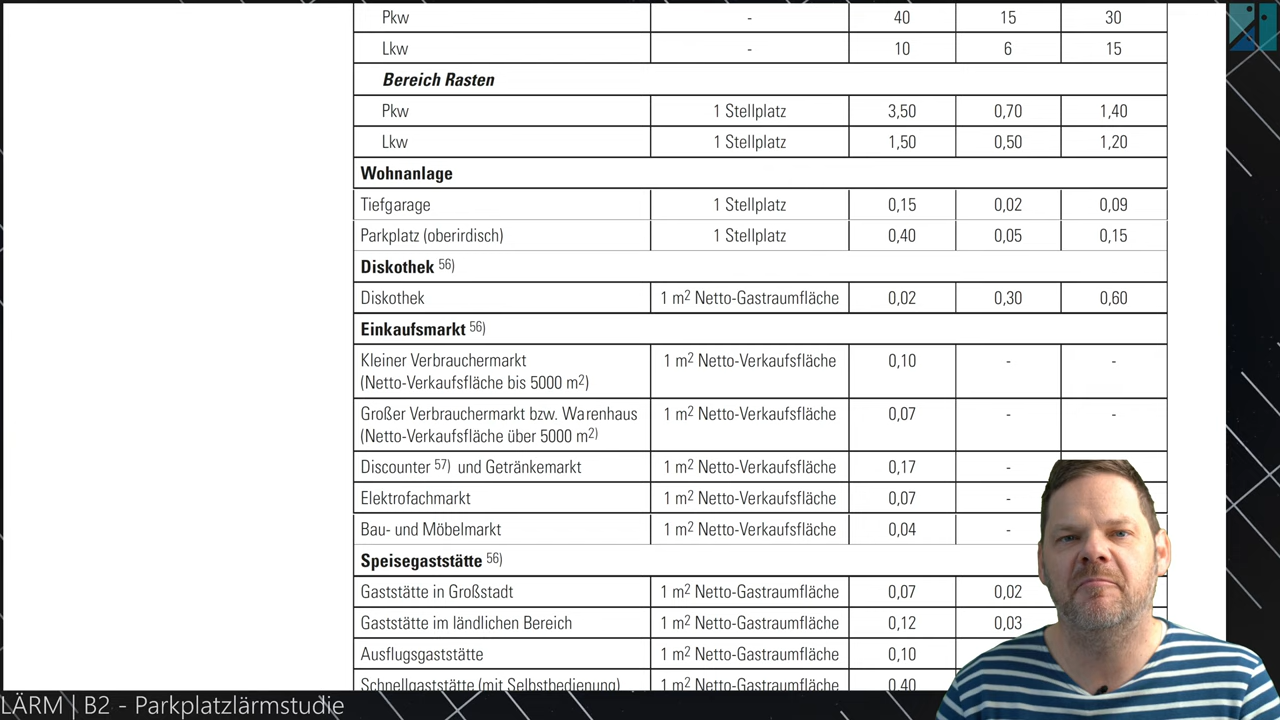 Pkw - 40 15 30
Lkw - 10 6 15
Bereich Rasten
Pkw 1 Stellplatz 3,50 0,70 1,40
Lkw 1 Stellplatz 1,50 0,50 1,20
Wohnanlage
Tiefgarage 1 Stellplatz 0,15 0,02 0,09
Parkplatz (oberirdisch) 1 Stellplatz 0,40 0,05 0,15
Diskothek 56)
Diskothek 1 m2 Netto-Gastraumfläche 0,02 0,30 0,60
Einkaufsmarkt 56)
Kleiner Verbrauchermarkt 1 m2 Netto-Verkaufsfläche 0,10 - -
(Netto-Verkaufsfläche bis 5000 m2)
Großer Verbrauchermarkt bzw. Warenhaus 1 m2 Netto-Verkaufsfläche 0,07 - -
(Netto-Verkaufsfläche über 5000 m2)
Discounter 57) und Getränkemarkt 1 m2 Netto-Verkaufsfläche 0,17 -
Elektrofachmarkt 1 m2 Netto-Verkaufsfläche 0,07 -
Bau- und Möbelmarkt 1 m2 Netto-Verkaufsfläche 0,04 -
Speisegaststätte 56)
Gaststätte in Großstadt 1 m2 Netto-Gastraumfläche 0,07 0,02
Gaststätte im ländlichen Bereich 1 m2 Netto-Gastraumfläche 0,12 0,03
Ausflugsgaststätte 1 m2 Netto-Gastraumfläche 0,10
Schnellgaststätte (mit Selbstbedienung) 1 m2 Netto-Gastraumfläche 0,40
LÄRM | B2 - Parkplatzlärmstudie